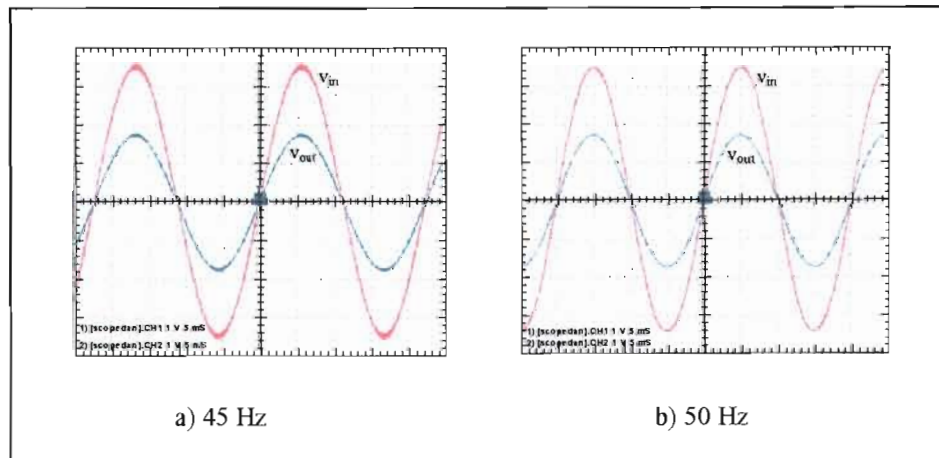 v_in
v_out
1) [scopedan].CH1 1 V 5 mS
2) [scopedan].CH2 1 V 5 mS
a) 45 Hz
v_in
v_out
1) [scopedan].CH1 1 V 5 mS
2) [scopedan].CH2 1 V 5 mS
b) 50 Hz